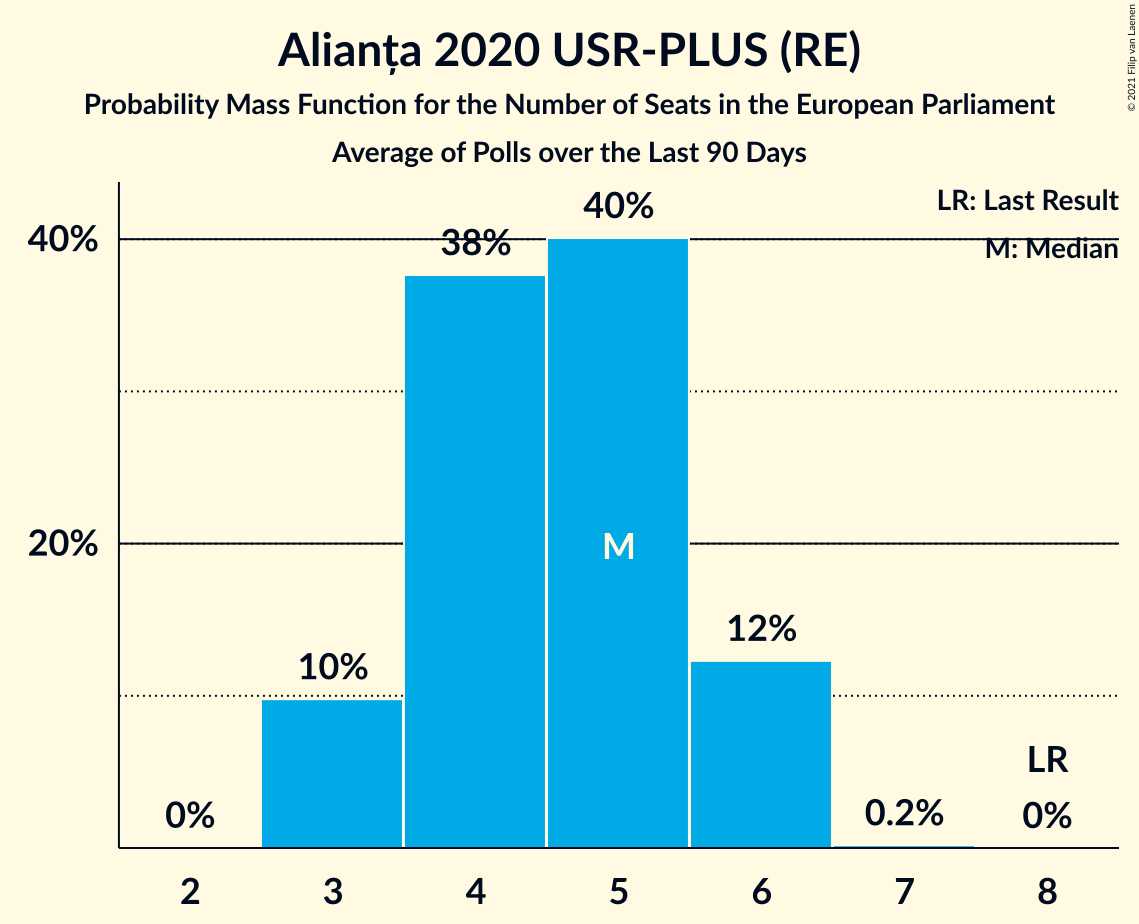 Alianța 2020 USR-PLUS (RE)
Probability Mass Function for the Number of Seats in the European Parliament
Average of Polls over the Last 90 Days
© 2021 Filip van Laenen
LR: Last Result
M: Median
40%
20%
0%
10%
38%
40%
M
12%
0.2%
LR
0%
2 3 4 5 6 7 8